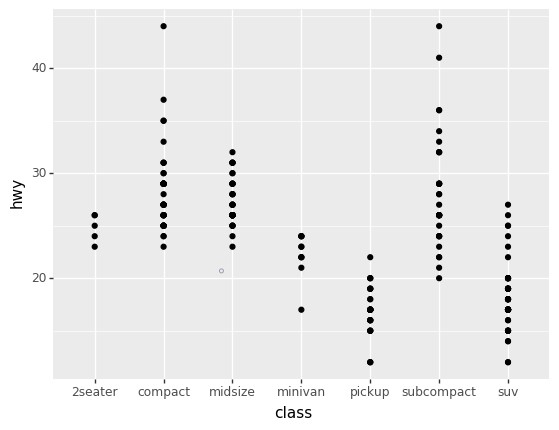 40
30
20
hwy
2seater compact midsize minivan pickup subcompact suv
class